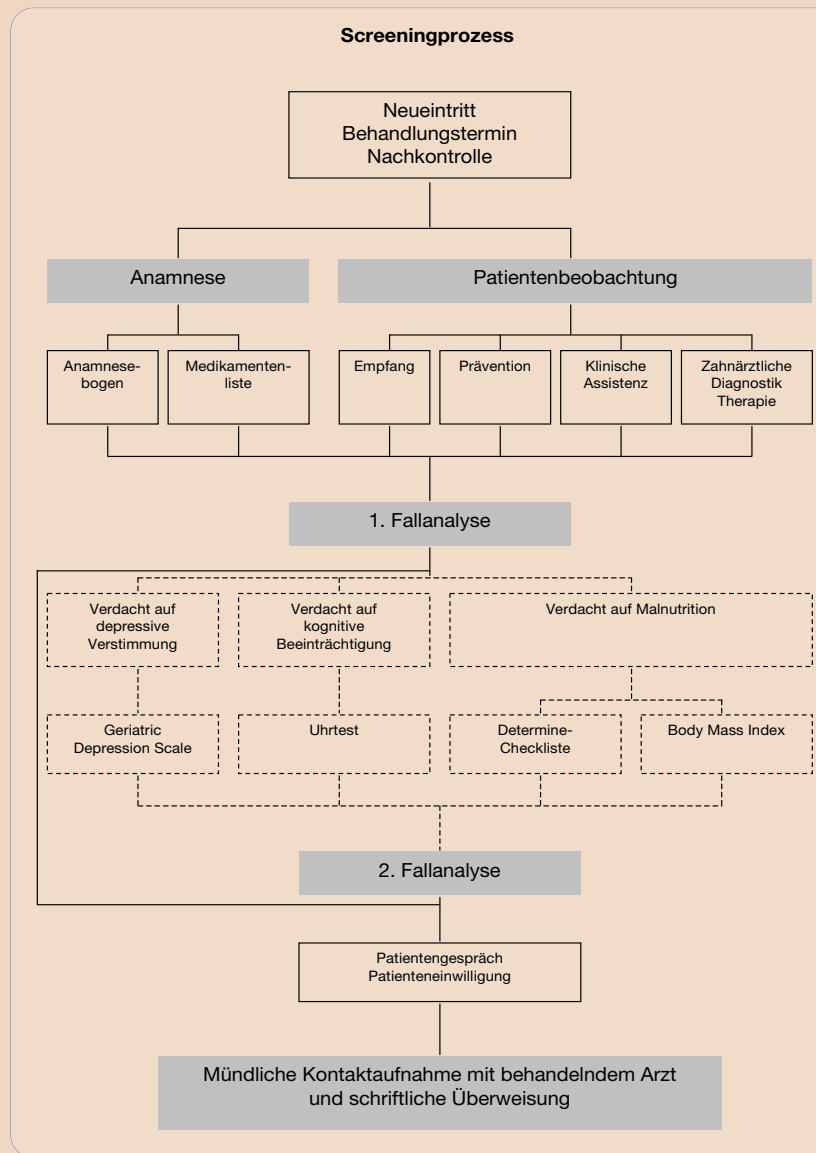 Screeningprozess
Neueintritt
Behandlungstermin
Nachkontrolle
Anamnese
Patientenbeobachtung
Anamnese-
bogen
Medikamenten-
liste
Empfang
Prävention
Klinische
Assistenz
Zahnärztliche
Diagnostik
Therapie
1. Fallanalyse
Verdacht auf
depressive
Verstimmung
Verdacht auf
kognitive
Beeinträchtigung
Verdacht auf Malnutrition
Geriatric
Depression Scale
Uhrtest
Determine-
Checkliste
Body Mass Index
2. Fallanalyse
Patientengespräch
Patienteneinwilligung
Mündliche Kontaktaufnahme mit behandelndem Arzt
und schriftliche Überweisung